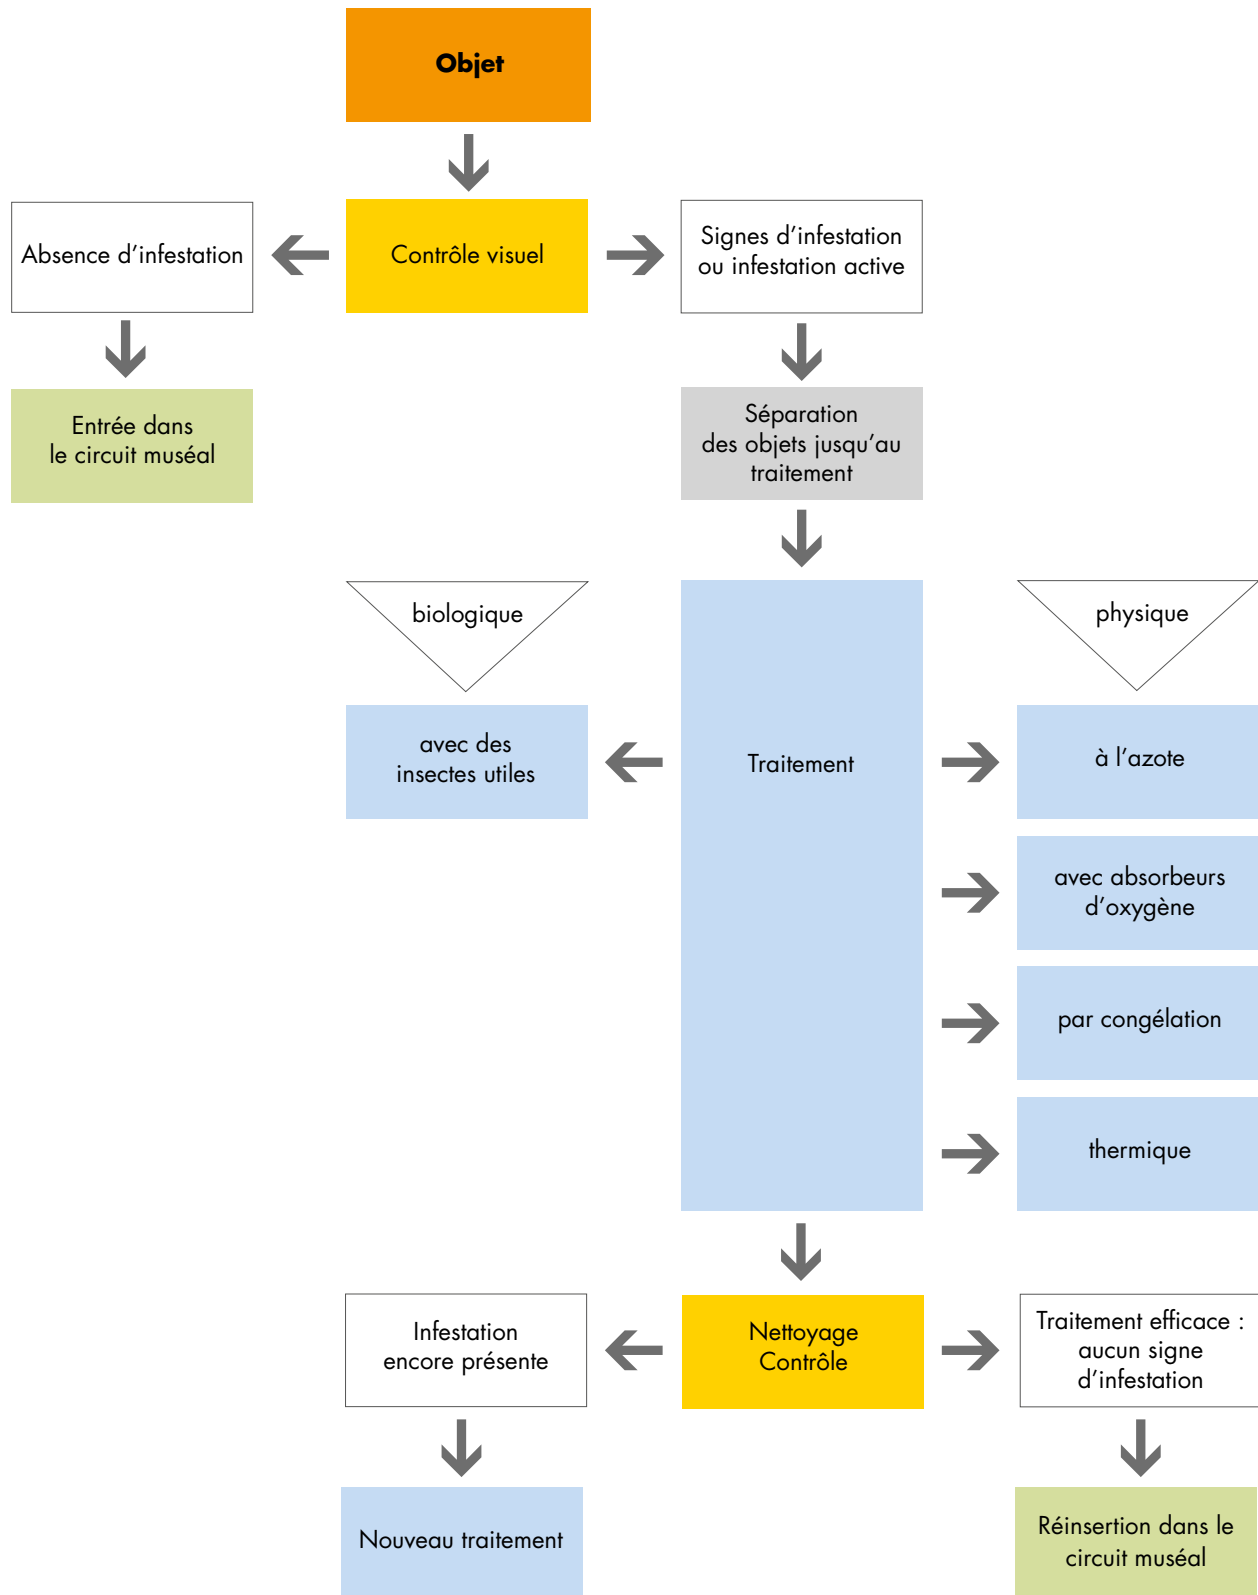 Objet
Absence d’infestation
Contrôle visuel
Signes d’infestation
ou infestation active
Entrée dans
le circuit muséal
Séparation
des objets jusqu’au
traitement
biologique
physique
avec des
insectes utiles
Traitement
à l’azote
avec absorbeurs
d’oxygène
par congélation
thermique
Infestation
encore présente
Nettoyage
Contrôle
Traitement efficace :
aucun signe
d’infestation
Nouveau traitement
Réinsertion dans le
circuit muséal